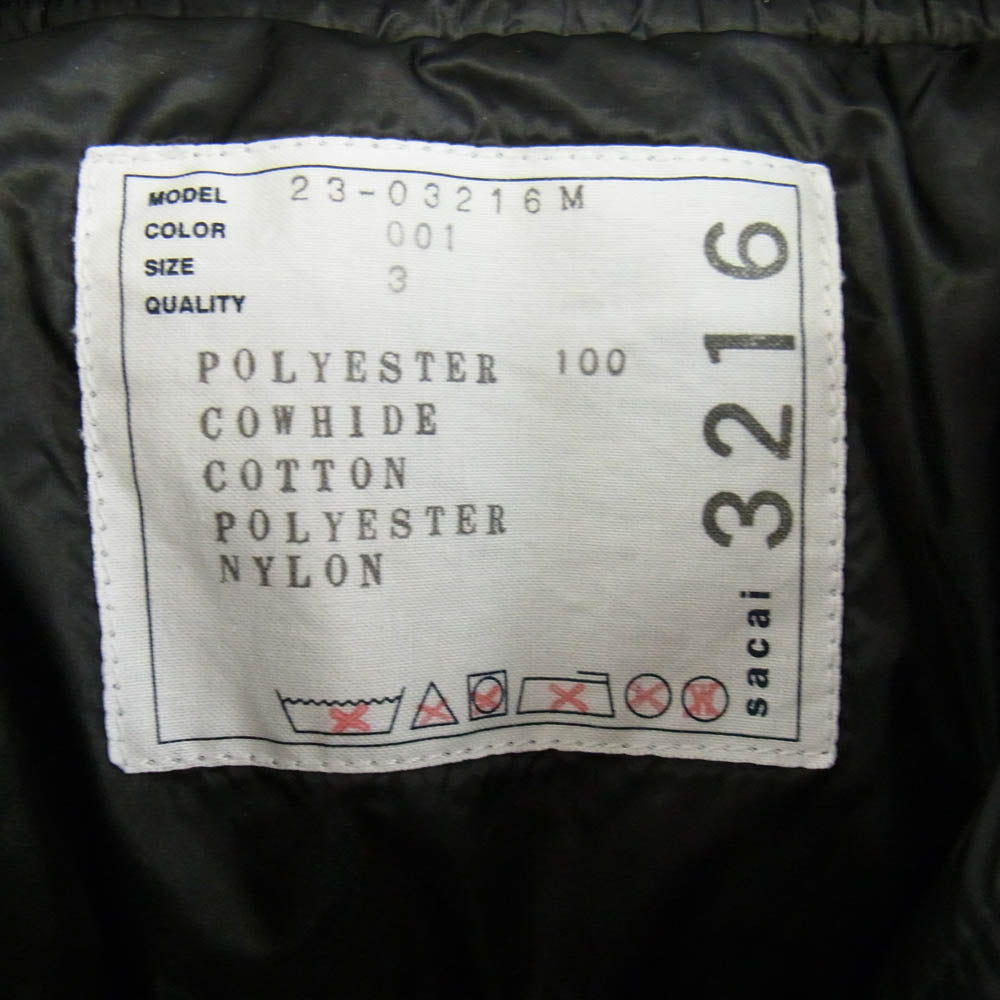 MODEL 23-03216M
COLOR 001
SIZE 3
QUALITY
POLYESTER 100
COWHIDE
COTTON
POLYESTER
NYLON
sacai 3216